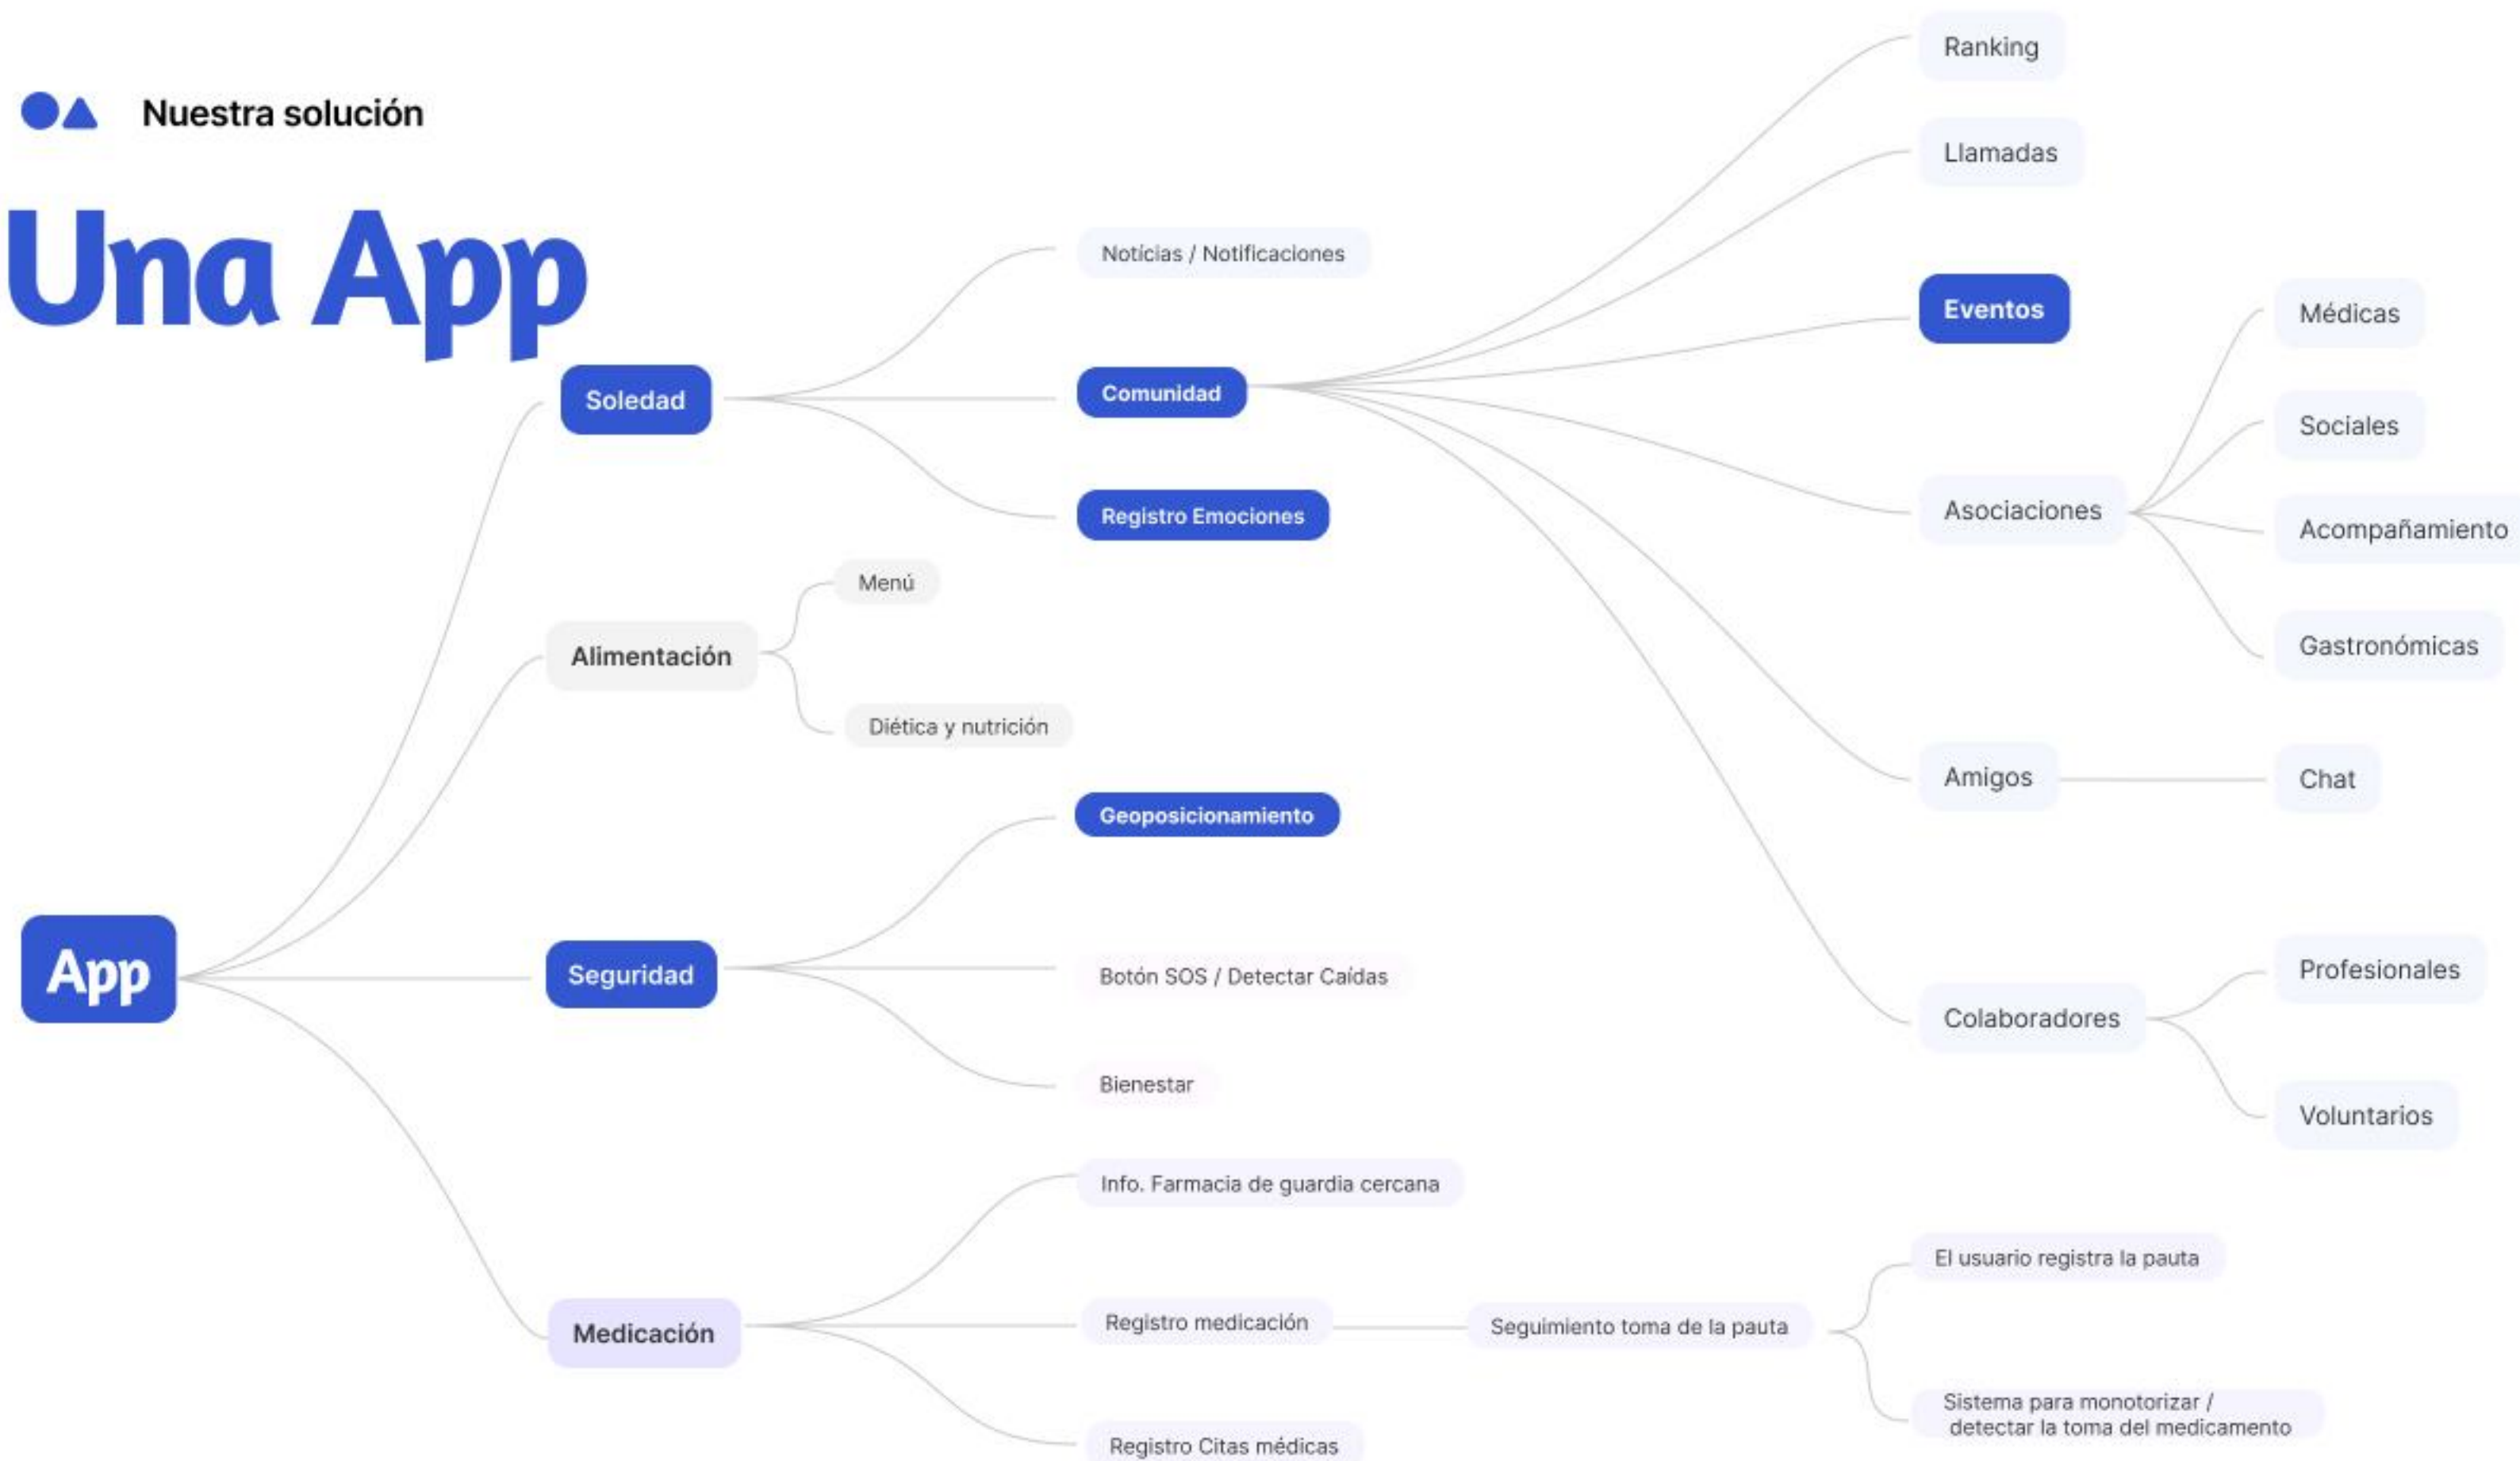 Nuestra solución
Una App
App
Soledad
Notícias / Notificaciones
Comunidad
Ranking
Llamadas
Eventos
Asociaciones
Médicas
Sociales
Acompañamiento
Gastronómicas
Amigos
Chat
Colaboradores
Profesionales
Voluntarios
Registro Emociones
Alimentación
Menú
Diética y nutrición
Seguridad
Geoposicionamiento
Botón SOS / Detectar Caídas
Bienestar
Medicación
Info. Farmacia de guardia cercana
Registro medicación
Seguimiento toma de la pauta
El usuario registra la pauta
Sistema para monotorizar /
detectar la toma del medicamento
Registro Citas médicas